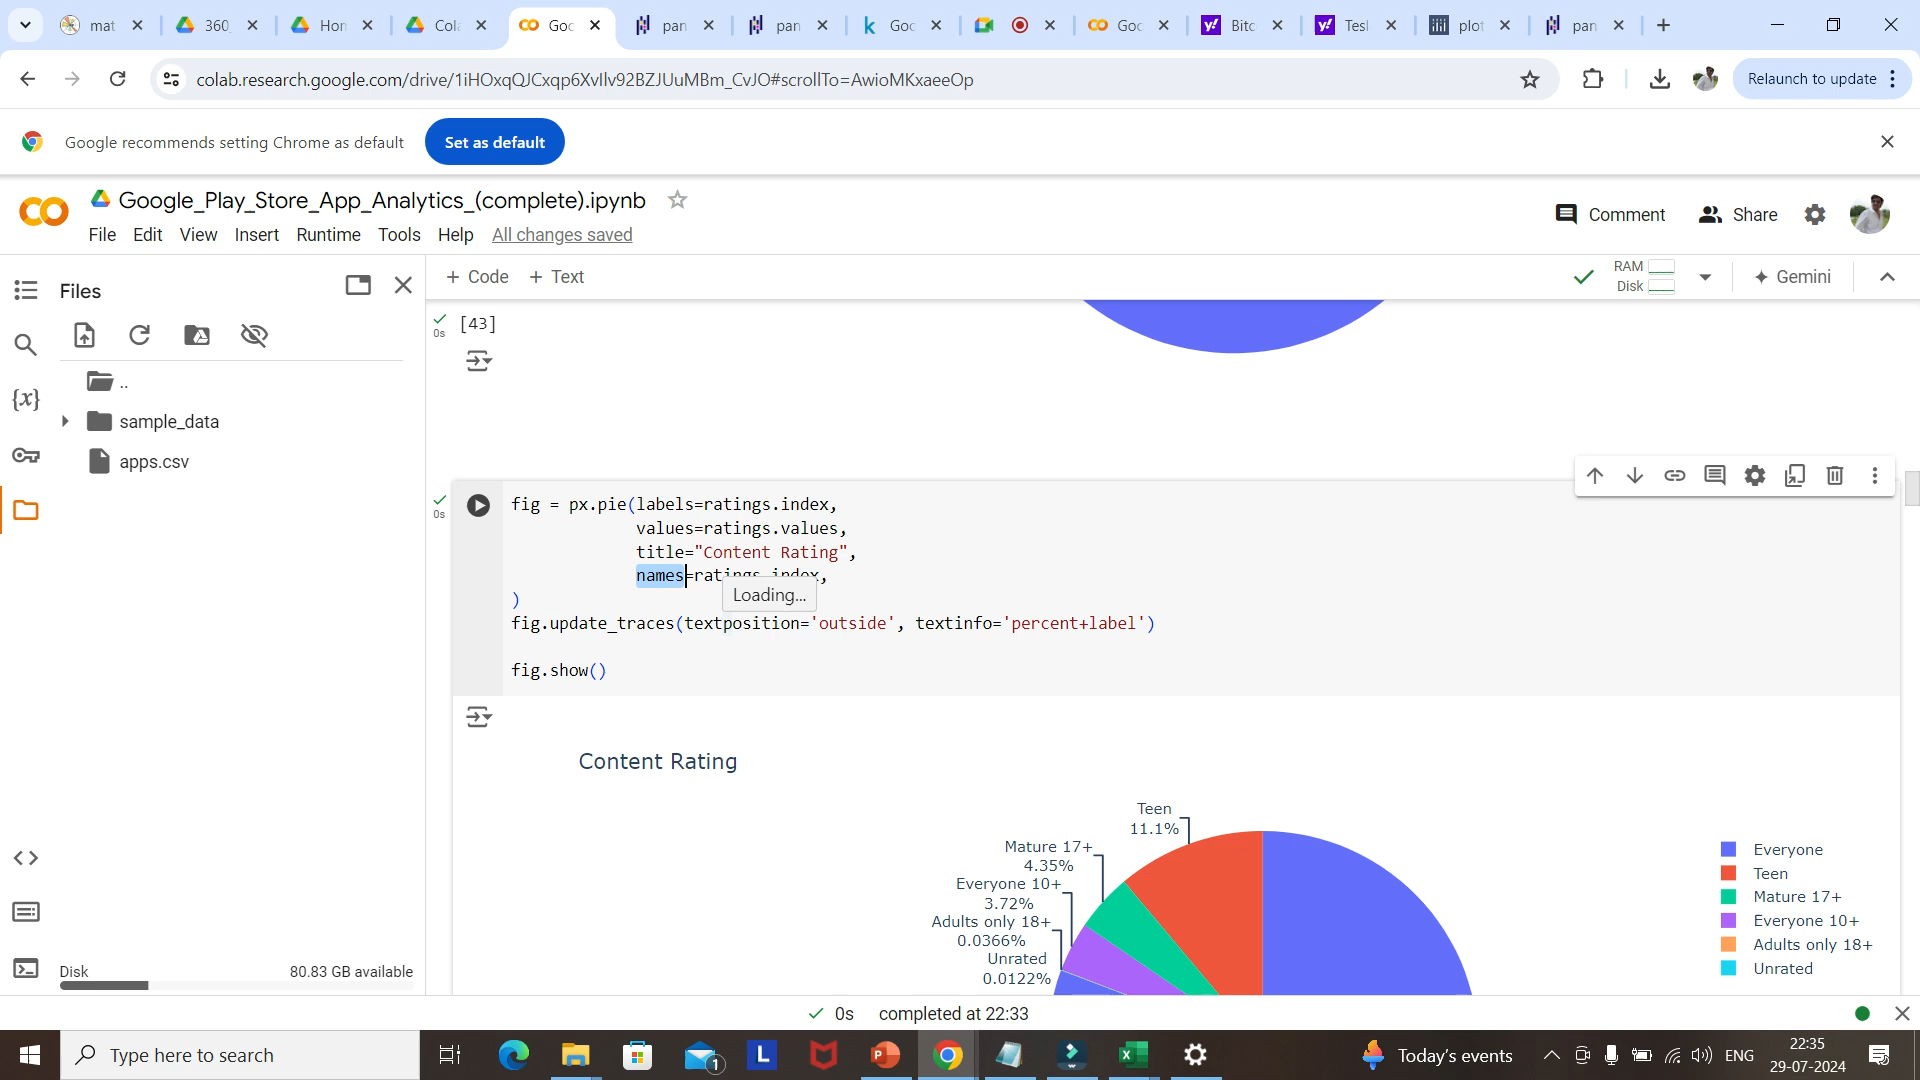 mat
360
Hon
Cola
Goc
pan
pan
Goc
Goc
Bitc
Tesl
plot
pan
colab.research.google.com/drive/1iHOxqQJCxqp6XvIlv92BZJUuMBm_CvJO#scrollTo=AwioMKxaeeOp
Relaunch to update
Google recommends setting Chrome as default
Set as default
Google_Play_Store_App_Analytics_(complete).ipynb
Comment
Share
File Edit View Insert Runtime Tools Help All changes saved
Files
+ Code + Text
RAM
Disk
Gemini
0s
[43]
..
{x}
sample_data
apps.csv
0s
fig = px.pie(labels=ratings.index,
values=ratings.values,
title="Content Rating",
names=ratings.index,
Loading...
)
fig.update_traces(textposition='outside', textinfo='percent+label')
fig.show()
Content Rating
Teen
11.1%
Mature 17+
4.35%
Everyone 10+
3.72%
Adults only 18+
0.0366%
Unrated
0.0122%
Everyone
Teen
Mature 17+
Everyone 10+
Adults only 18+
Unrated
Disk 80.83 GB available
0s completed at 22:33
Type here to search
1
L
Today's events
ENG
22:35
29-07-2024